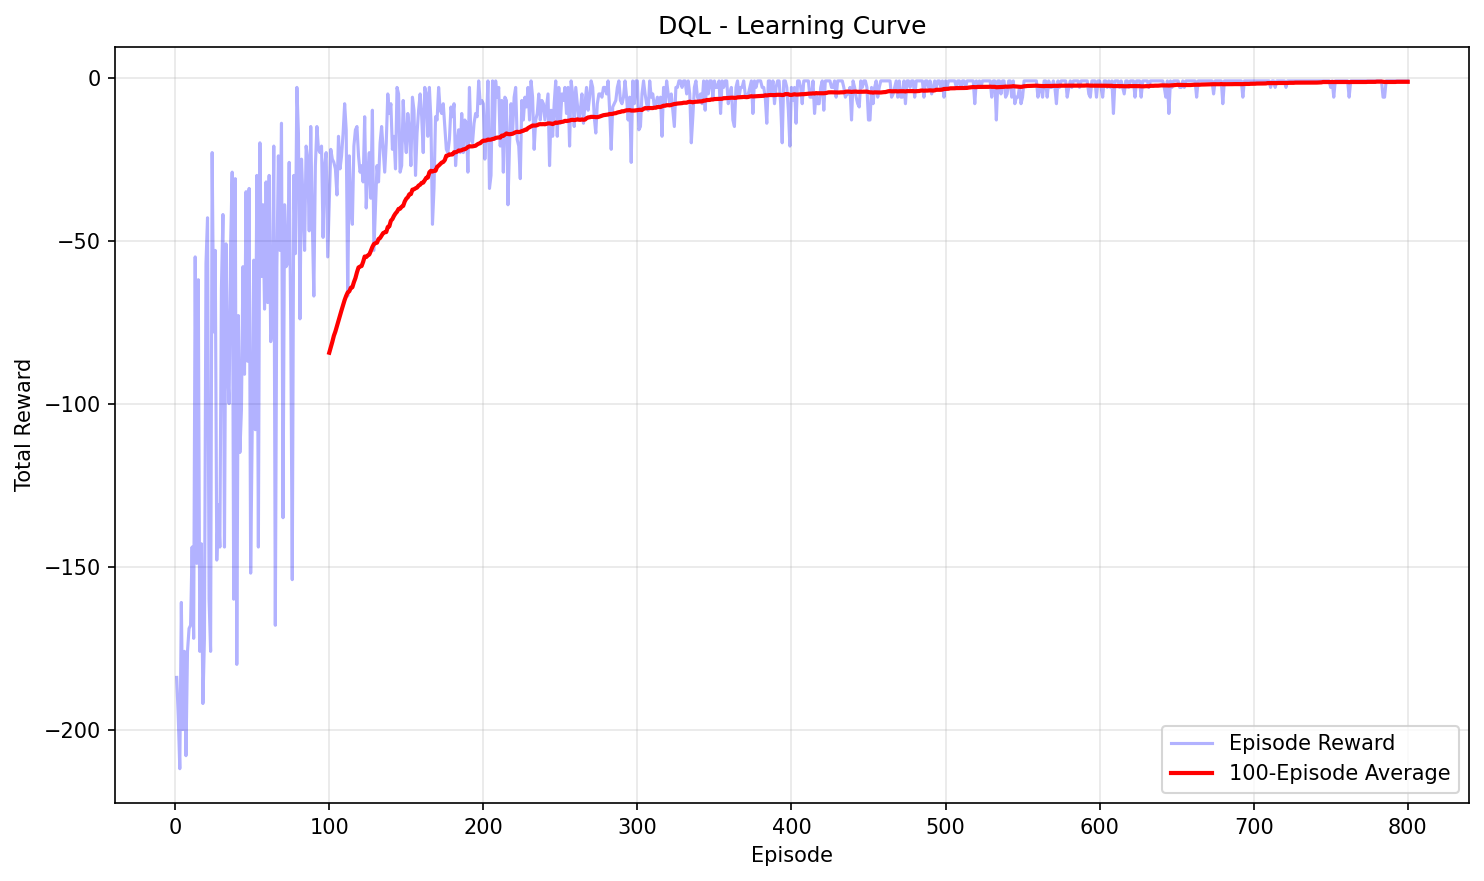 DQL - Learning Curve
Total Reward
0
−50
−100
−150
−200
0 100 200 300 400 500 600 700 800
Episode
Episode Reward
100-Episode Average